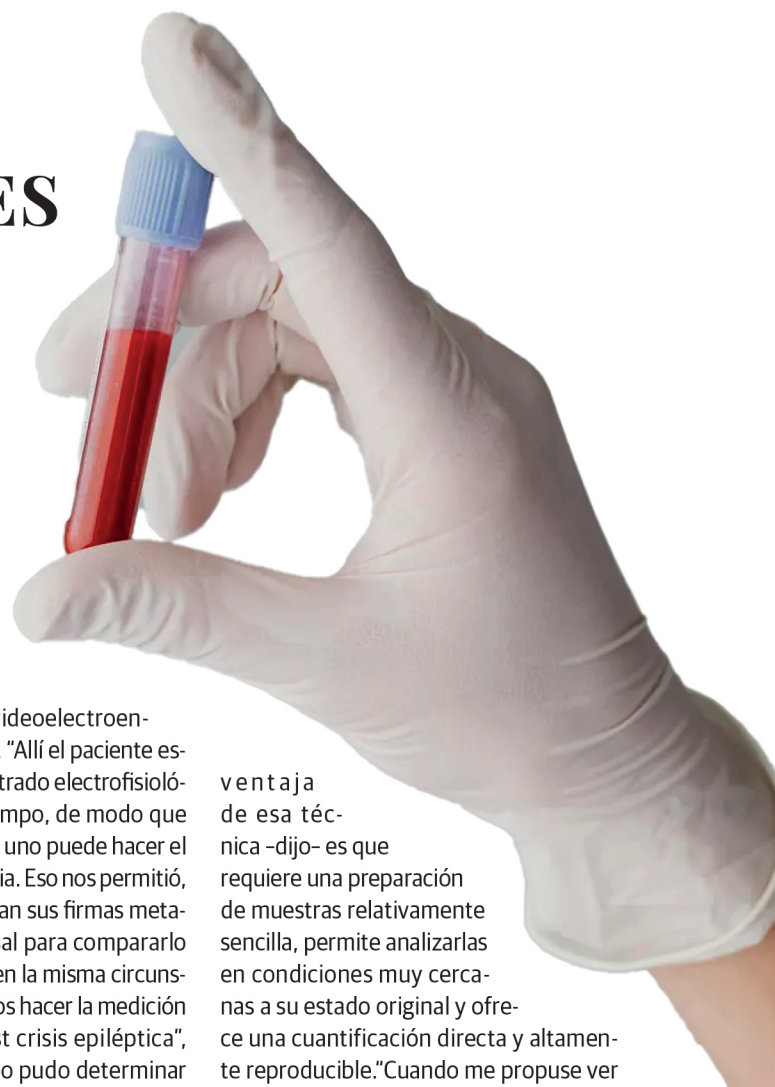 ES
ideoelectroen-
. “Allí el paciente es-
trado electrofisioló-
mpo, de modo que
uno puede hacer el
ia. Eso nos permitió,
an sus firmas meta-
al para compararlo
en la misma circuns-
os hacer la medición
t crisis epiléptica”,
o pudo determinar
ventaja
de esa téc-
nica –dijo– es que
requiere una preparación
de muestras relativamente
sencilla, permite analizarlas
en condiciones muy cerca-
nas a su estado original y ofre-
ce una cuantificación directa y altamen-
te reproducible.“Cuando me propuse ver